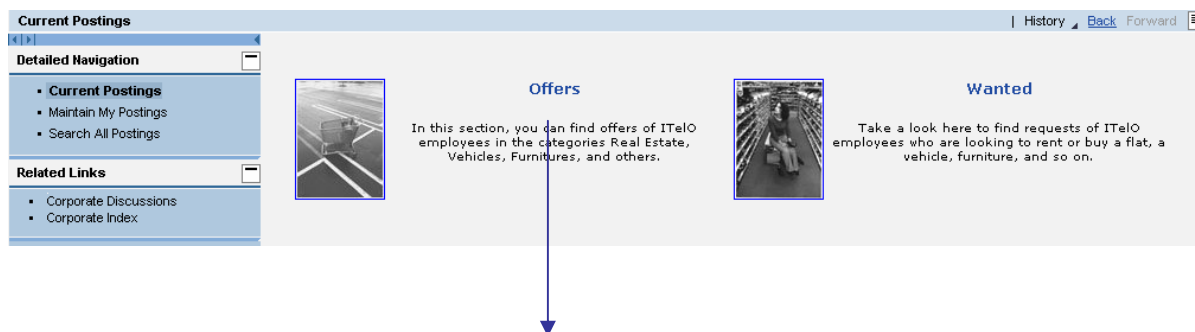 Current Postings
| History Back Forward
Detailed Navigation
Current Postings
Maintain My Postings
Search All Postings
Related Links
Corporate Discussions
Corporate Index
Offers
In this section, you can find offers of ITelO
employees in the categories Real Estate,
Vehicles, Furnitures, and others.
Wanted
Take a look here to find requests of ITelO
employees who are looking to rent or buy a flat, a
vehicle, furniture, and so on.